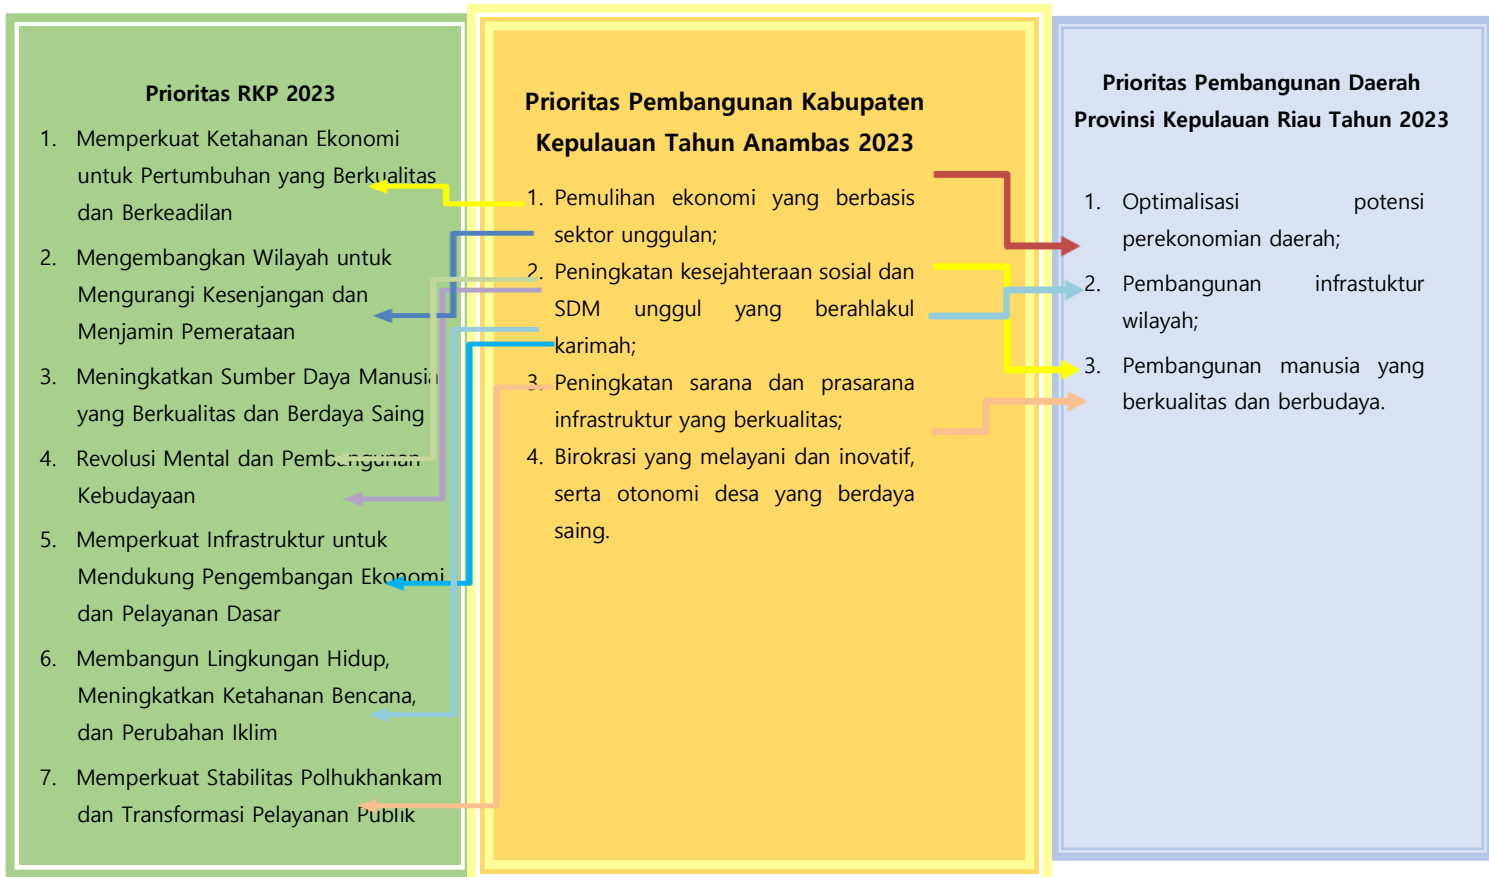 Prioritas RKP 2023
1. Memperkuat Ketahanan Ekonomi
untuk Pertumbuhan yang Berkualitas
dan Berkeadilan
2. Mengembangkan Wilayah untuk
Mengurangi Kesenjangan dan
Menjamin Pemerataan
3. Meningkatkan Sumber Daya Manusia
yang Berkualitas dan Berdaya Saing
4. Revolusi Mental dan Pembangunan
Kebudayaan
5. Memperkuat Infrastruktur untuk
Mendukung Pengembangan Ekonomi
dan Pelayanan Dasar
6. Membangun Lingkungan Hidup,
Meningkatkan Ketahanan Bencana,
dan Perubahan Iklim
7. Memperkuat Stabilitas Polhukhankam
dan Transformasi Pelayanan Publik
Prioritas Pembangunan Kabupaten
Kepulauan Tahun Anambas 2023
1. Pemulihan ekonomi yang berbasis
sektor unggulan;
2. Peningkatan kesejahteraan sosial dan
SDM unggul yang berahlakul
karimah;
3. Peningkatan sarana dan prasarana
infrastruktur yang berkualitas;
4. Birokrasi yang melayani dan inovatif,
serta otonomi desa yang berdaya
saing.
Prioritas Pembangunan Daerah
Provinsi Kepulauan Riau Tahun 2023
1. Optimalisasi potensi
perekonomian daerah;
2. Pembangunan infrastuktur
wilayah;
3. Pembangunan manusia yang
berkualitas dan berbudaya.